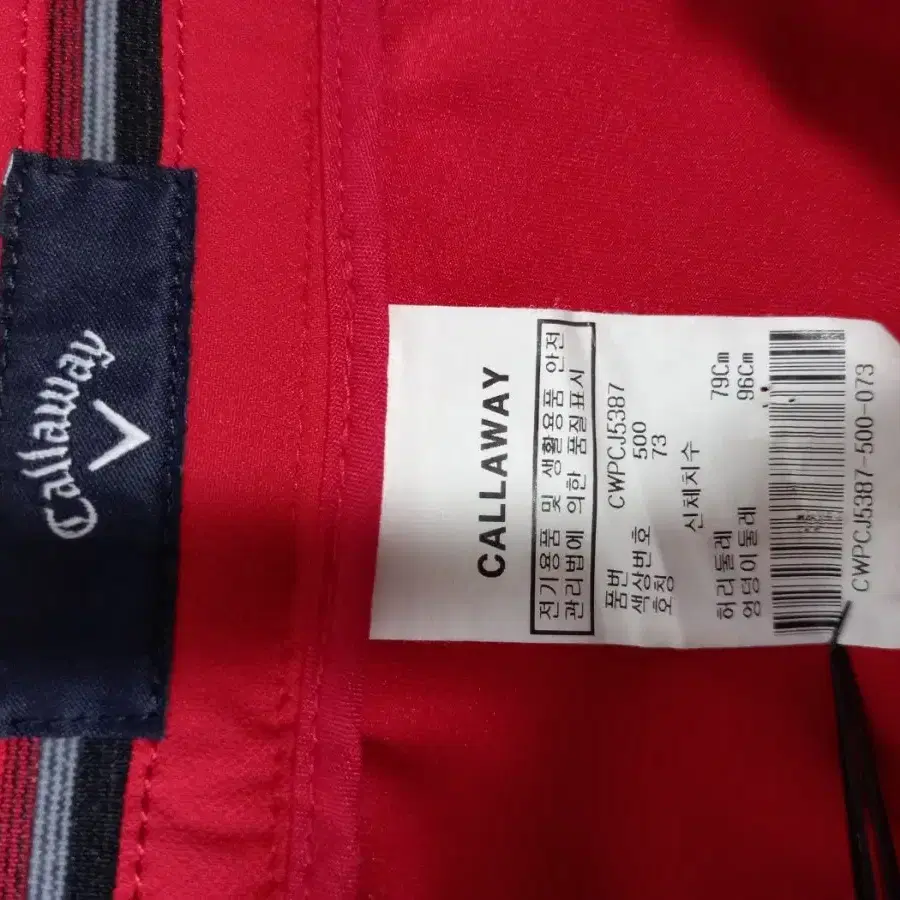 Callaway
CALLAWAY
전기용품 및 생활용품 안전
관리법에 의한 품질표시
품번 CWPCJ5387
색상번호 500
호칭 73
신체치수
허리둘레 79Cm
엉덩이둘레 96Cm
CWPCJ5387-500-073